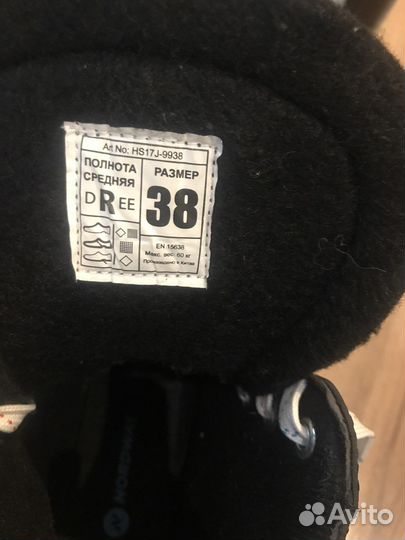 Art No: HS17J-9938
ПОЛНОТА
СРЕДНЯЯ
D R EE
РАЗМЕР
38
EN 15638
Макс. вес: 60 кг
Произведено в Китае
NORDWAY
Avito